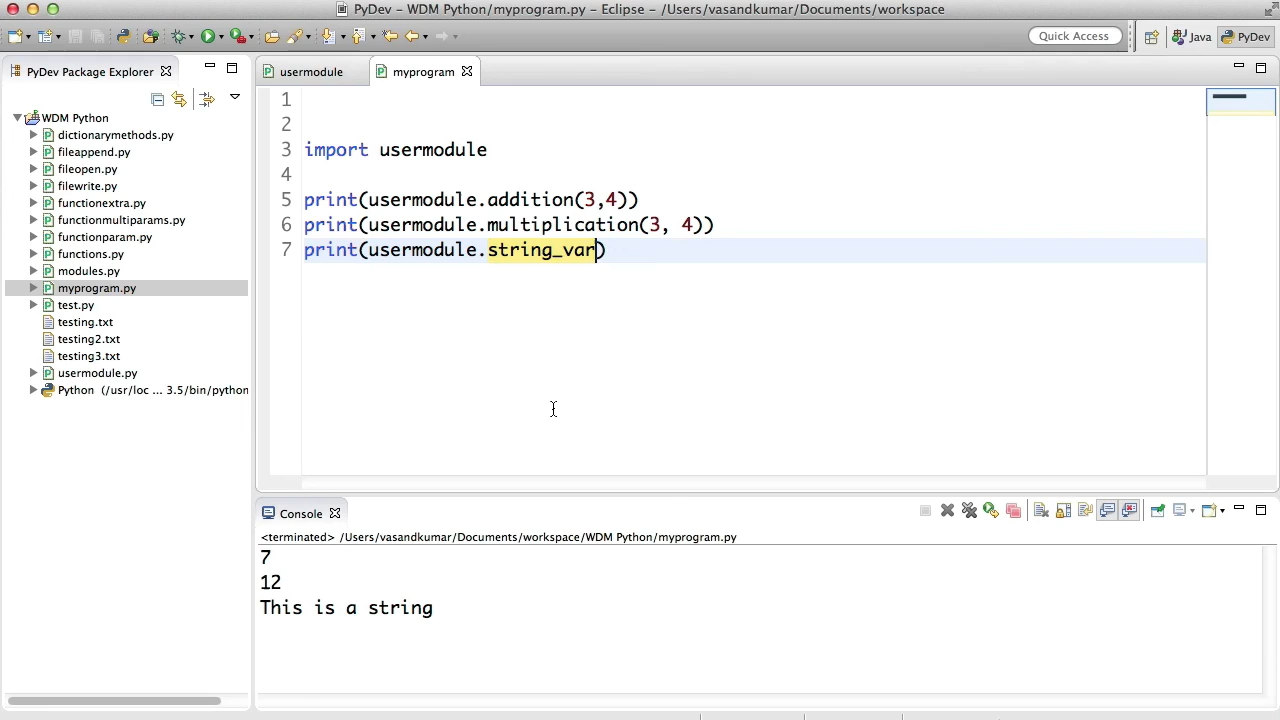 PyDev - WDM Python/myprogram.py - Eclipse - /Users/vasandkumar/Documents/workspace
Quick Access
Java
PyDev
PyDev Package Explorer
usermodule
myprogram
WDM Python
dictionarymethods.py
fileappend.py
fileopen.py
filewrite.py
functionextra.py
functionmultiparams.py
functionparam.py
functions.py
modules.py
myprogram.py
test.py
testing.txt
testing2.txt
testing3.txt
usermodule.py
Python (/usr/loc ... 3.5/bin/python
1
2
3 import usermodule
4
5 print(usermodule.addition(3,4))
6 print(usermodule.multiplication(3, 4))
7 print(usermodule.string_var)
Console
<terminated> /Users/vasandkumar/Documents/workspace/WDM Python/myprogram.py
7
12
This is a string